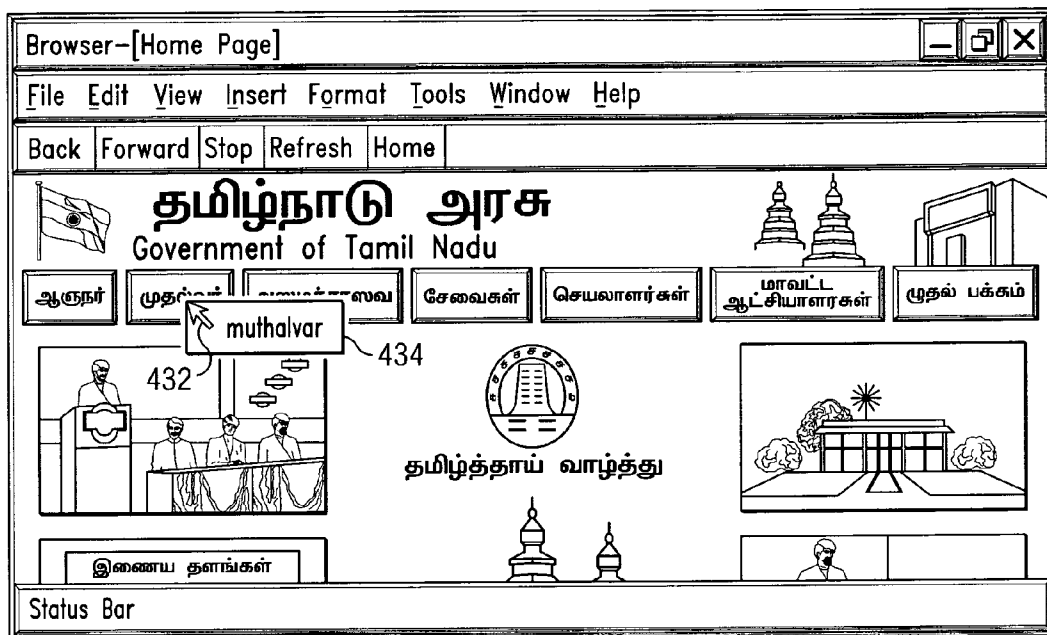 Browser-[Home Page]
File Edit View Insert Format Tools Window Help
Back Forward Stop Refresh Home
தமிழ்நாடு அரசு
Government of Tamil Nadu
ஆளுநர் சேவைகள் செயலாளர்கள் மாவட்ட
ஆட்சியாளரகள் முதல் பக்கம்
muthalvar
432 434
தமிழ்த்தாய் வாழ்த்து
இணைய தளங்கள்
Status Bar